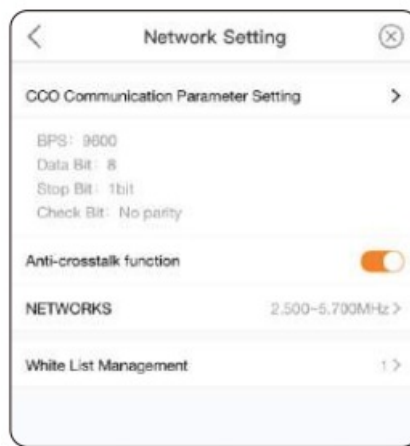 Network Setting
CCO Communication Parameter Setting
BPS: 9600
Data Bit: 8
Stop Bit: 1bit
Check Bit: No parity
Anti-crosstalk function
NETWORKS 2.500~5.700MHz
White List Management 1